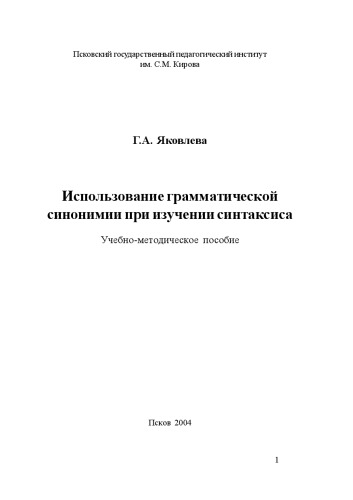 Псковский государственный педагогический институт
им. С.М. Кирова
Г.А. Яковлева
Использование грамматической
синонимии при изучении синтаксиса
Учебно-методическое пособие
Псков 2004
1